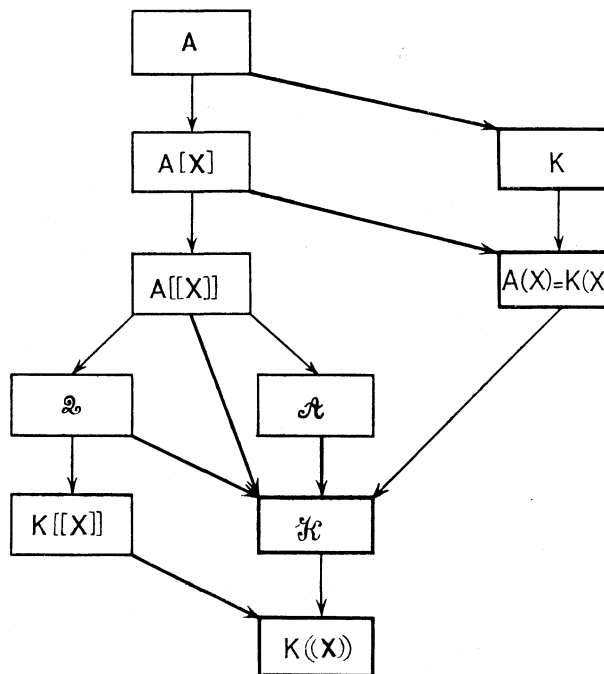 A
A[X]
K
A[[X]]
A(X)=K(X
𝒬
𝒜
K[[X]]
𝒦
K((X))